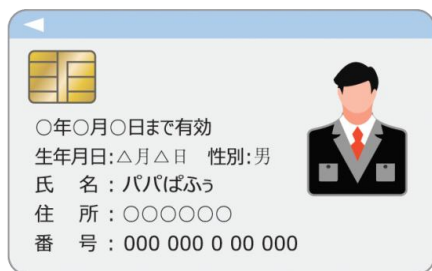 ○年○月○日まで有効
生年月日:△月△日　性別:男
氏　名：パパぱふぅ
住　所：○○○○○○
番　号：000 000 0 00 000